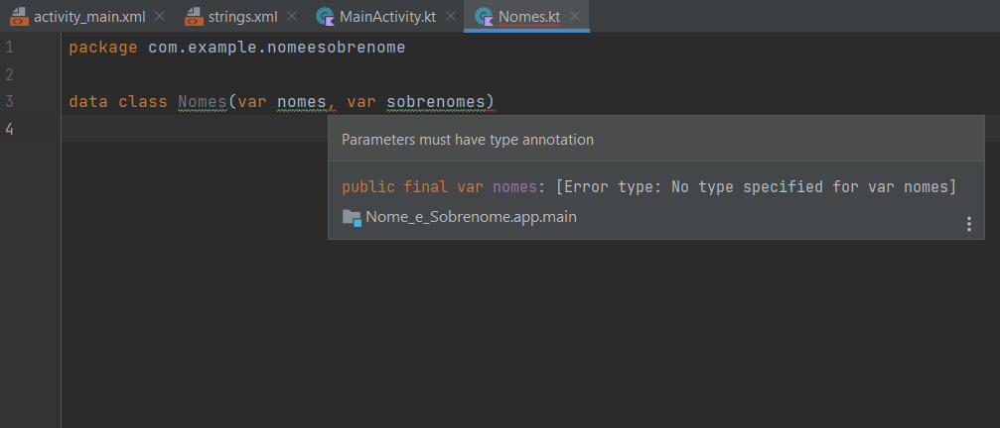 activity_main.xml strings.xml MainActivity.kt Nomes.kt
1 package com.example.nomeesobrenome
2
3 data class Nomes(var nomes, var sobrenomes)
4
Parameters must have type annotation
public final var nomes: [Error type: No type specified for var nomes]
Nome_e_Sobrenome.app.main